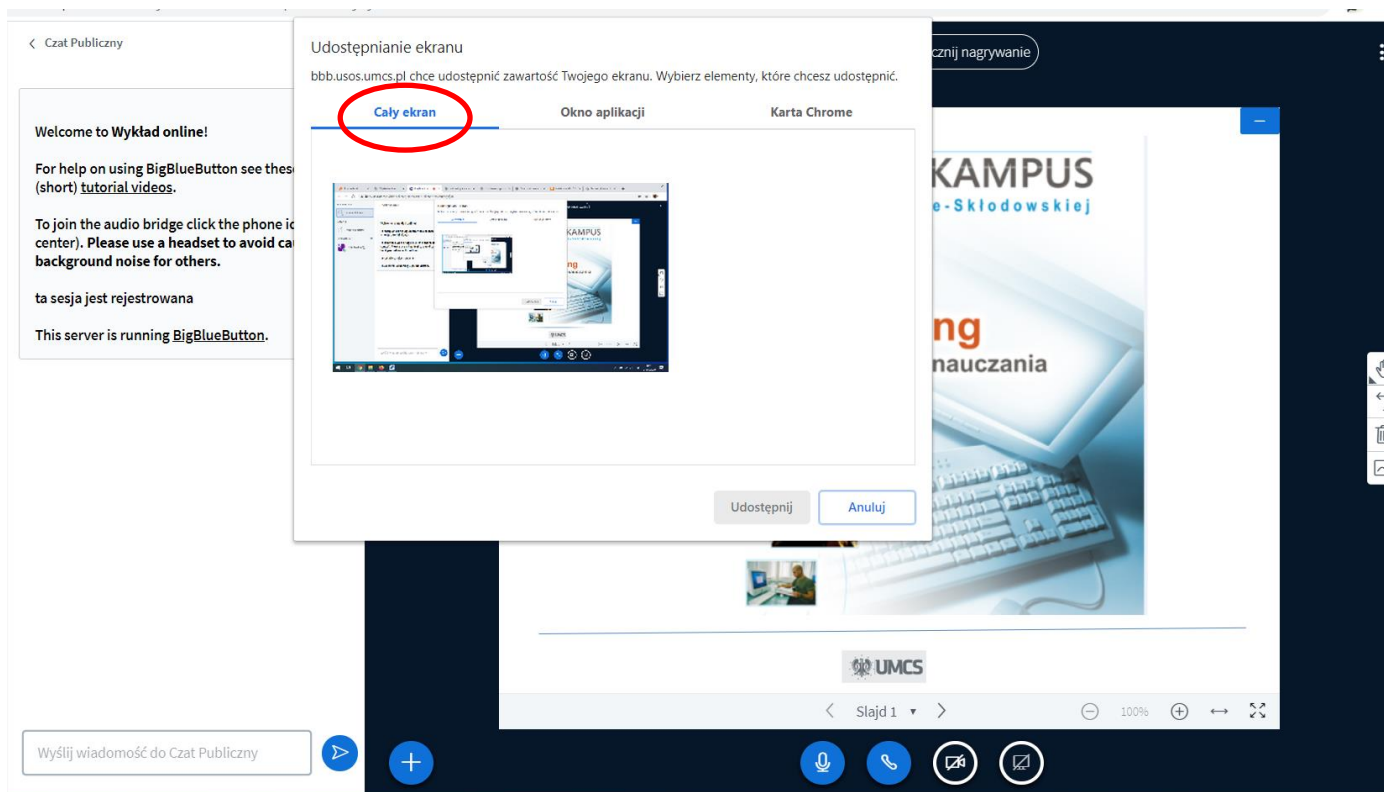 Czat Publiczny
Welcome to Wykład online!
For help on using BigBlueButton see thes
(short) tutorial videos.
To join the audio bridge click the phone ic
center). Please use a headset to avoid ca
background noise for others.
ta sesja jest rejestrowana
This server is running BigBlueButton.
Wyślij wiadomość do Czat Publiczny
Udostępnianie ekranu
bbb.usos.umcs.pl chce udostępnić zawartość Twojego ekranu. Wybierz elementy, które chcesz udostępnić.
Cały ekran
Okno aplikacji
Karta Chrome
Udostępnij
Anuluj
cznij nagrywanie
KAMPUS
e-Skłodowskiej
ng
nauczania
UMCS
Slajd 1
100%